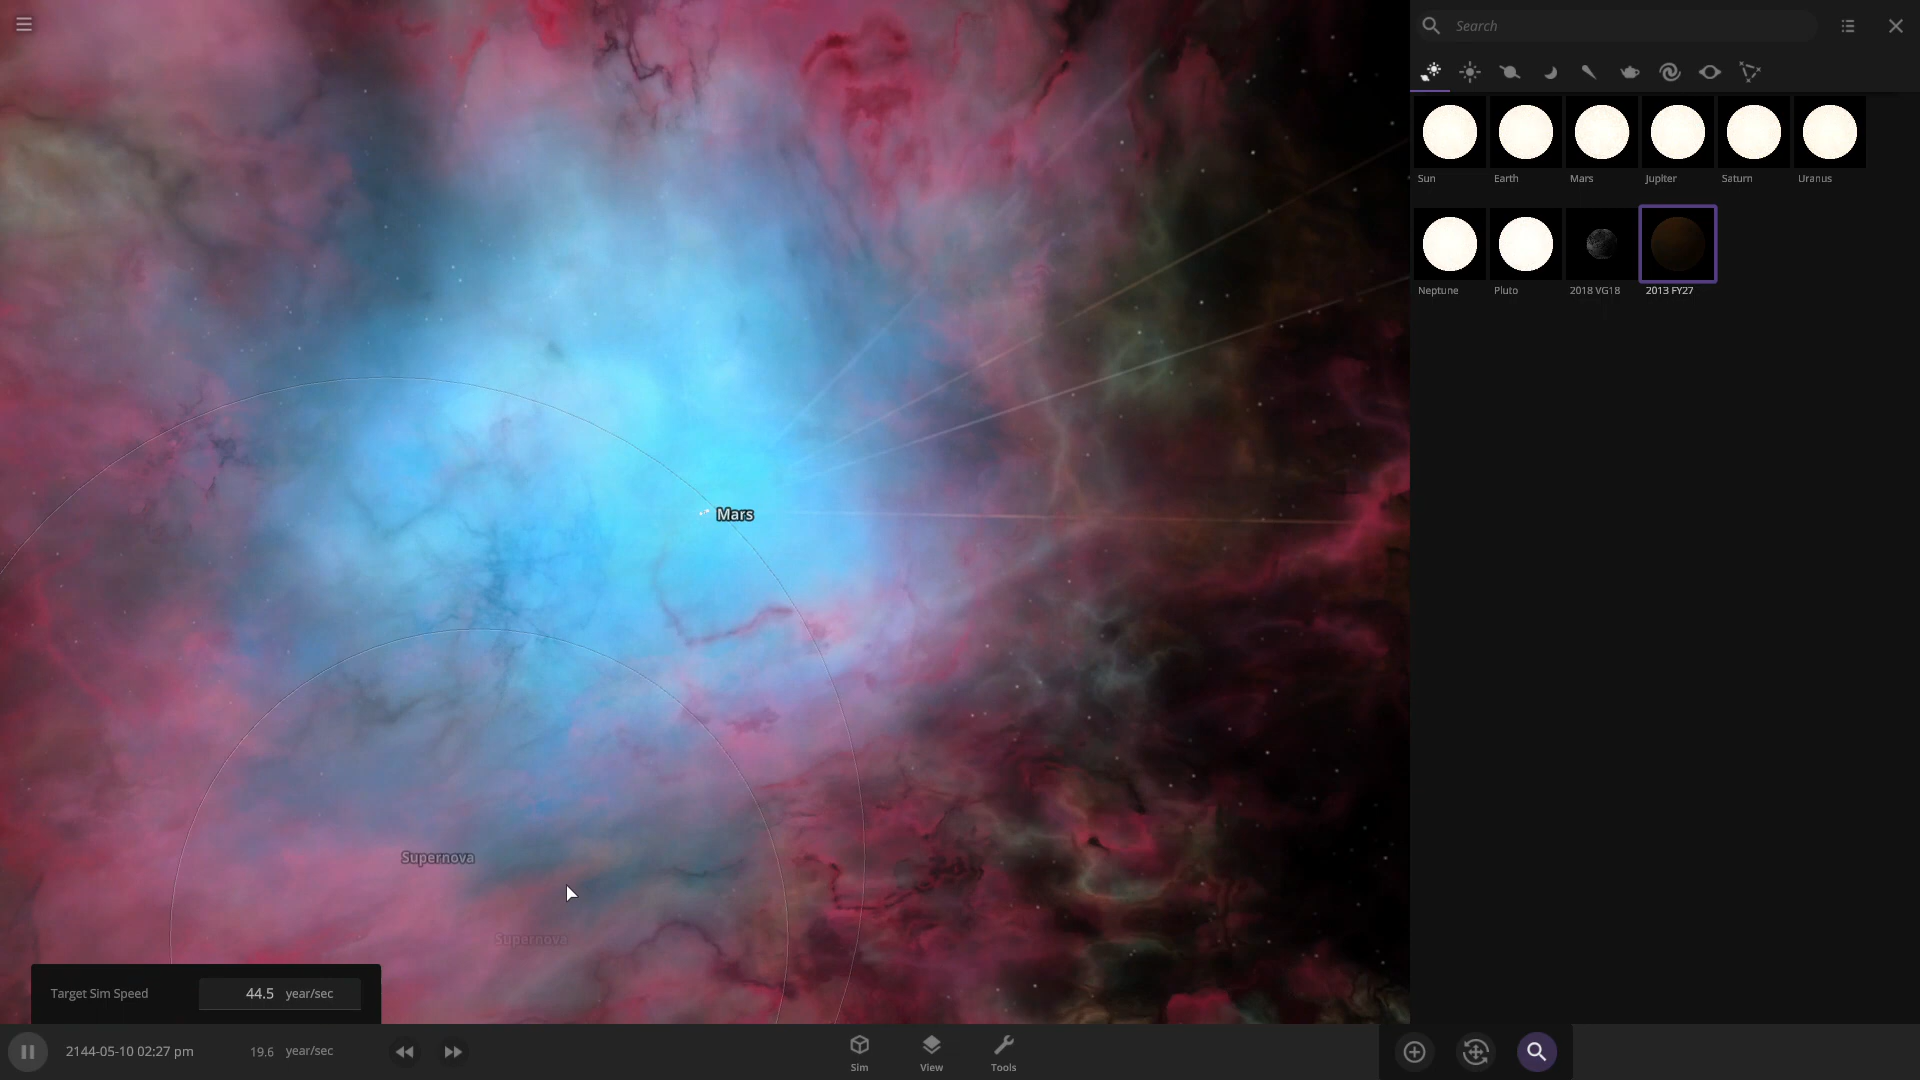 Search
Sun
Earth
Mars
Jupiter
Saturn
Uranus
Neptune
Pluto
2018 VG18
2013 FY27
Mars
Supernova
Supernova
Target Sim Speed
44.5 year/sec
2144-05-10 02:27 pm
19.6 year/sec
Sim
View
Tools